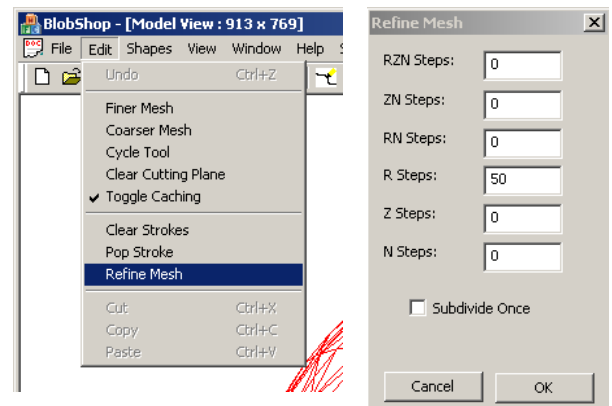 BlobShop - [Model View : 913 x 769]
File Edit Shapes View Window Help
Undo Ctrl+Z
Finer Mesh
Coarser Mesh
Cycle Tool
Clear Cutting Plane
Toggle Caching
Clear Strokes
Pop Stroke
Refine Mesh
Cut Ctrl+X
Copy Ctrl+C
Paste Ctrl+V
Refine Mesh
RZN Steps: 0
ZN Steps: 0
RN Steps: 0
R Steps: 50
Z Steps: 0
N Steps: 0
Subdivide Once
Cancel OK